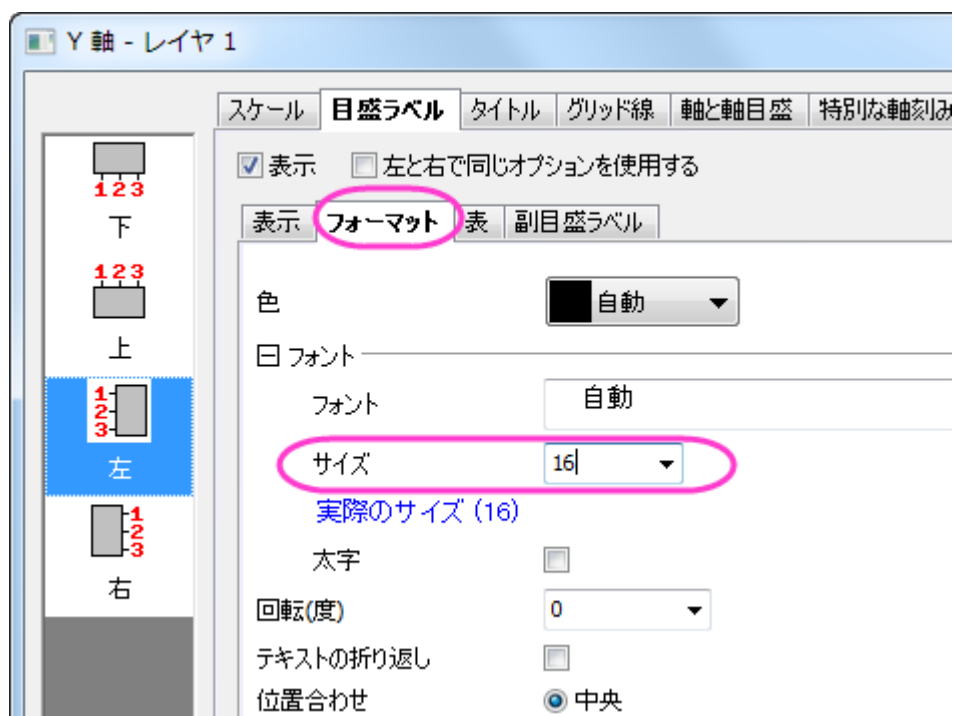 Y 軸 - レイヤ 1
スケール 目盛ラベル タイトル グリッド線 軸と軸目盛 特別な軸刻み
表示 左と右で同じオプションを使用する
表示 フォーマット 表 副目盛ラベル
1 2 3
下
1 2 3
上
1
2
3
左
1
2
3
右
色 自動
フォント
フォント 自動
サイズ 16
実際のサイズ (16)
太字
回転(度) 0
テキストの折り返し
位置合わせ 中央